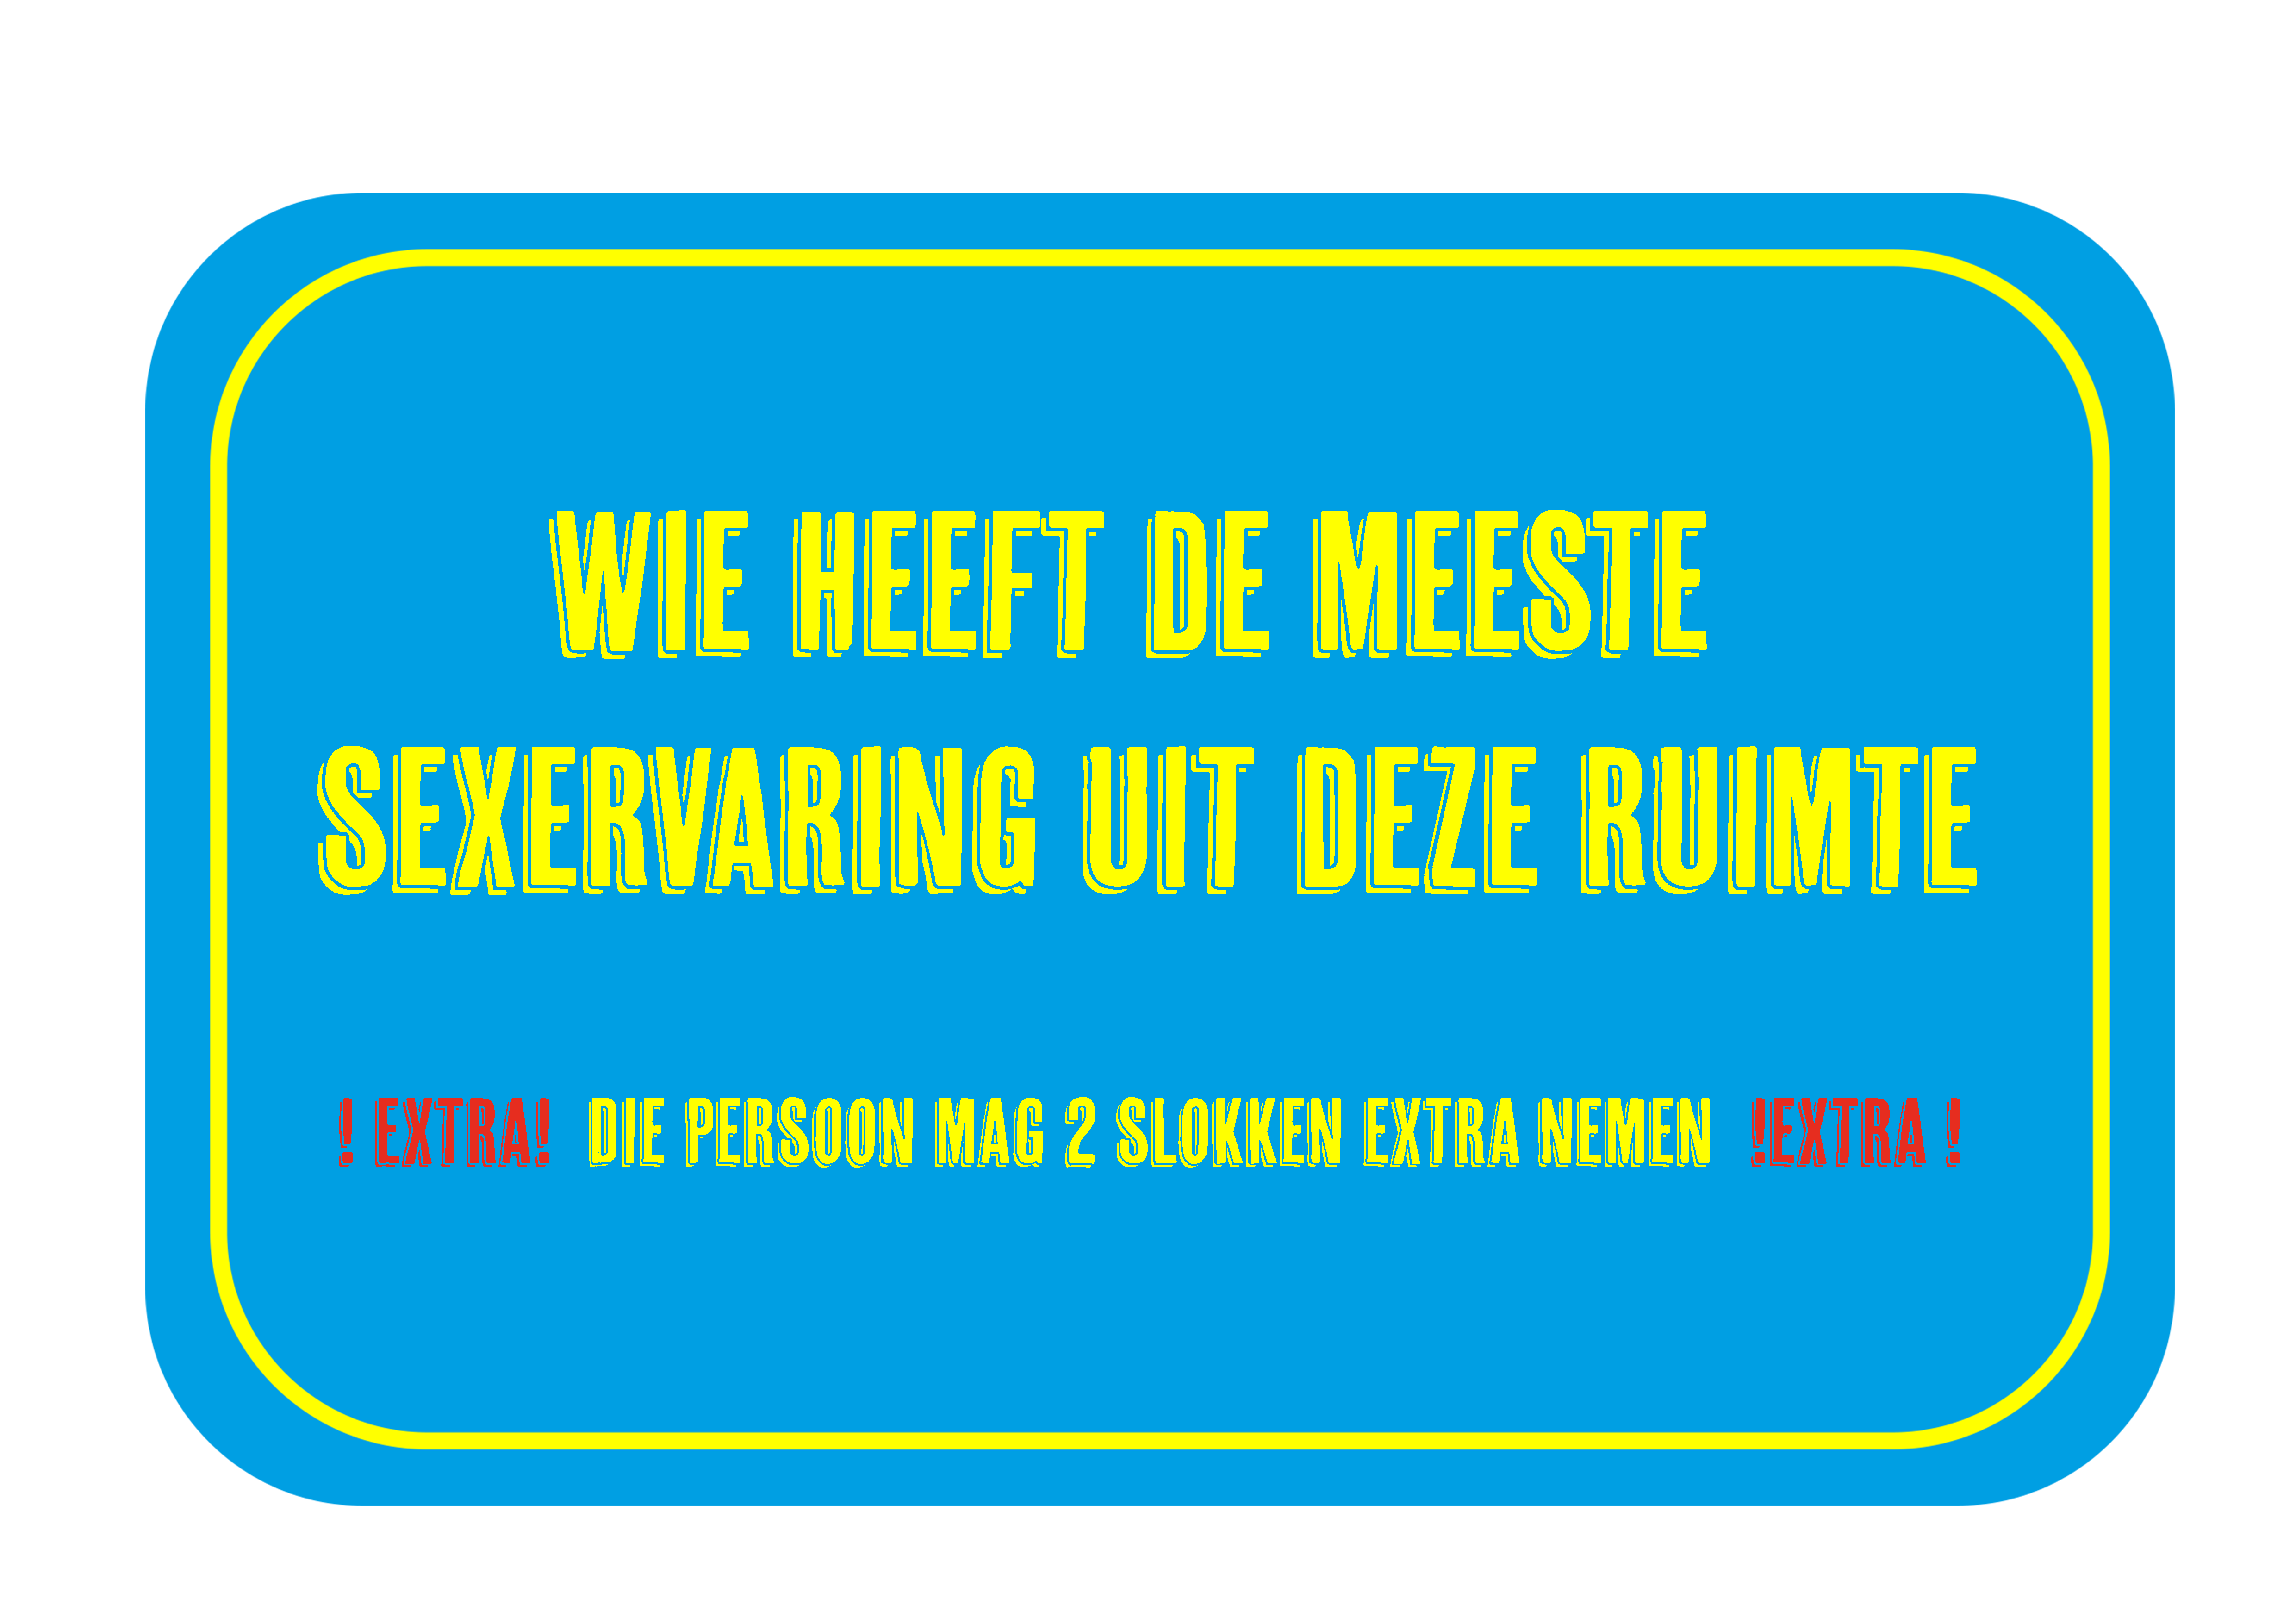 WIE HEEFT DE MEESTE
SEXERVARING UIT DEZE RUIMTE
! EXTRA! DIE PERSOON MAG 2 SLOKKEN EXTRA NEMEN !EXTRA !